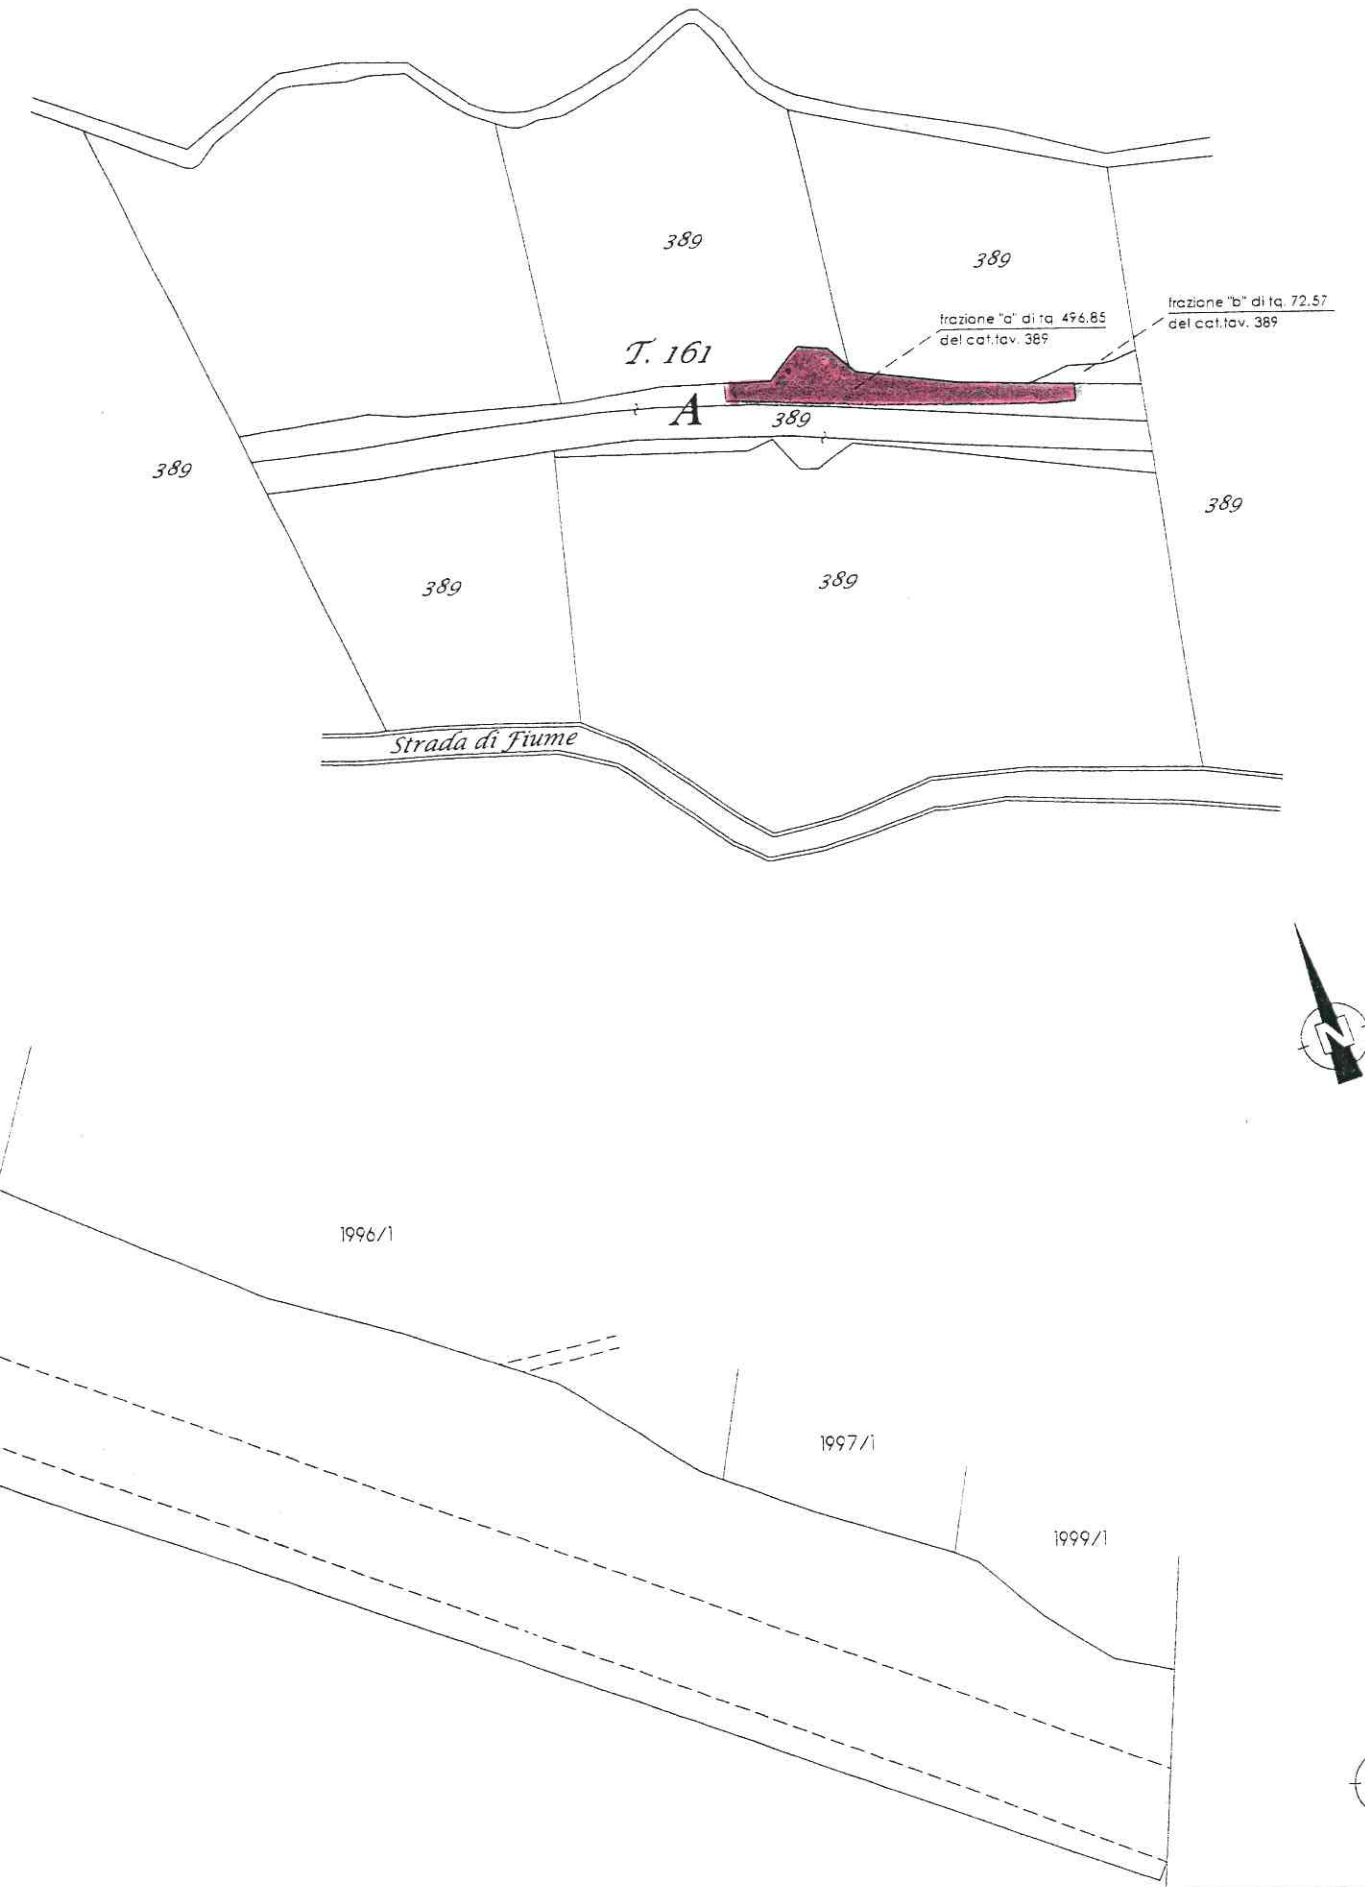 389
389
frazione "b" di tq. 72.57
del cat.tav. 389
frazione "a" di tq. 496.85
del cat.tav. 389
T. 161
A
389
389
389
389
389
Strada di Fiume
N
1996/1
1997/1
1999/1